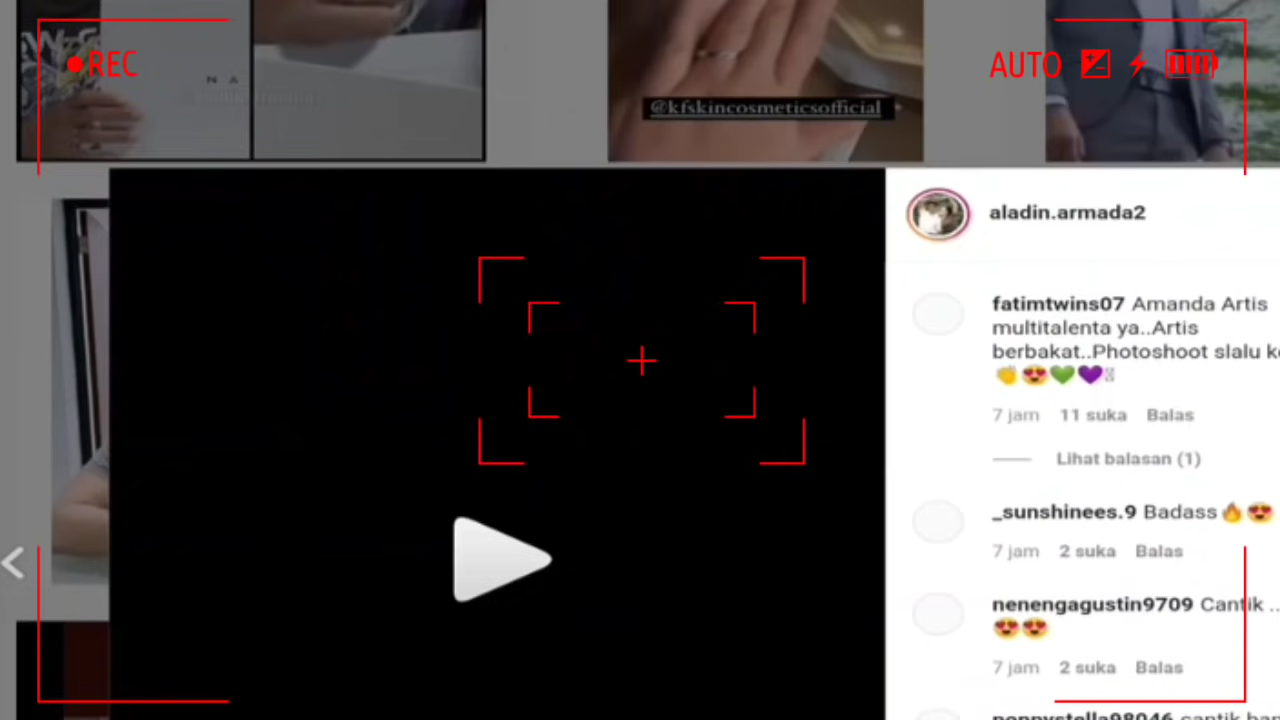 REC
AUTO
N A
@kfskincosmeticsofficial
aladin.armada2
fatimtwins07 Amanda Artis
multitalenta ya..Artis
berbakat..Photoshoot slalu
👏😍💚💜
7 jam 11 suka Balas
Lihat balasan (1)
_sunshinees.9 Badass🔥😍
7 jam 2 suka Balas
nenengagustin9709 Cantik ..
😍😍
7 jam 2 suka Balas